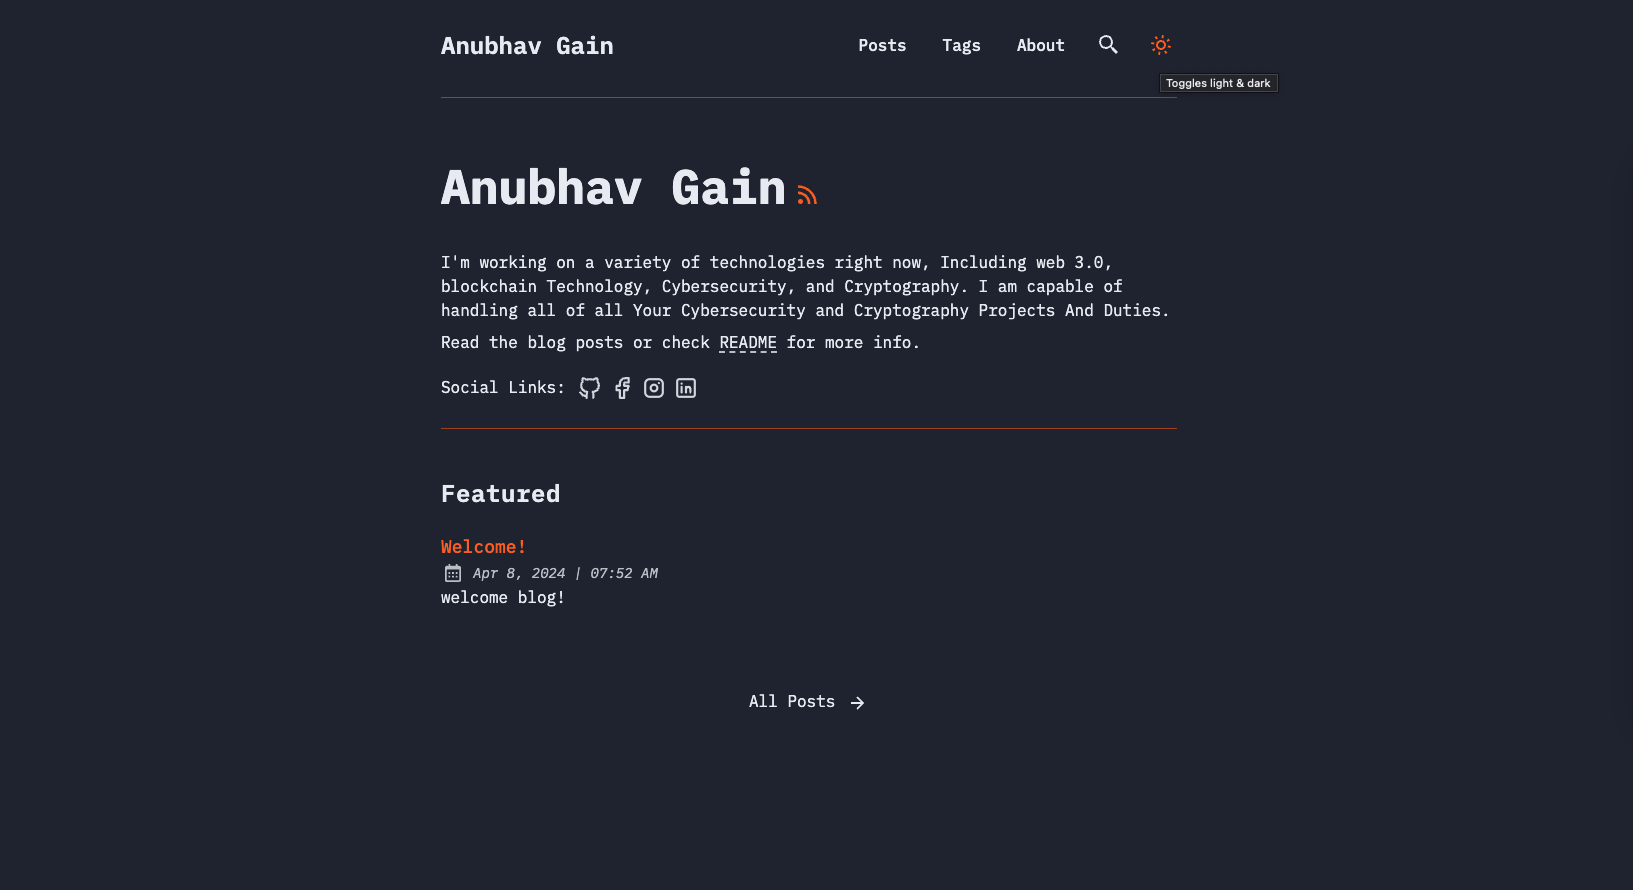 Anubhav Gain
Posts
Tags
About
Toggles light & dark
Anubhav Gain
I'm working on a variety of technologies right now, Including web 3.0,
blockchain Technology, Cybersecurity, and Cryptography. I am capable of
handling all of all Your Cybersecurity and Cryptography Projects And Duties.
Read the blog posts or check README for more info.
Social Links:
Featured
Welcome!
Apr 8, 2024 | 07:52 AM
welcome blog!
All Posts